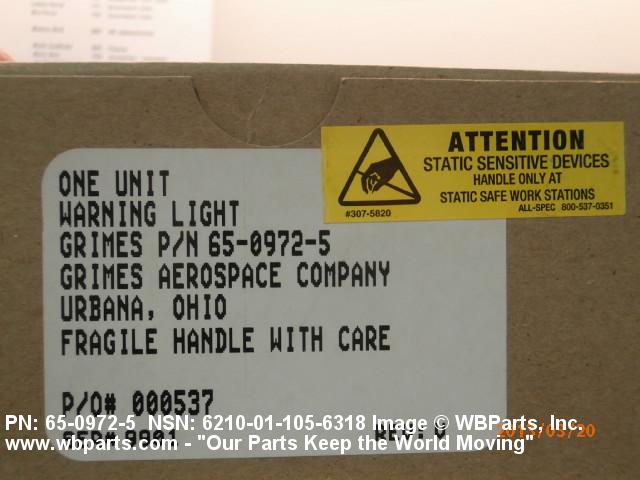 ATTENTION
STATIC SENSITIVE DEVICES
HANDLE ONLY AT
STATIC SAFE WORK STATIONS
#307-5820
ALL-SPEC 800-537-0351
ONE UNIT
WARNING LIGHT
GRIMES P/N 65-0972-5
GRIMES AEROSPACE COMPANY
URBANA, OHIO
FRAGILE HANDLE WITH CARE
P/O# 000537
PN: 65-0972-5 NSN: 6210-01-105-6318 Image © WBParts, Inc.
www.wbparts.com - "Our Parts Keep the World Moving"